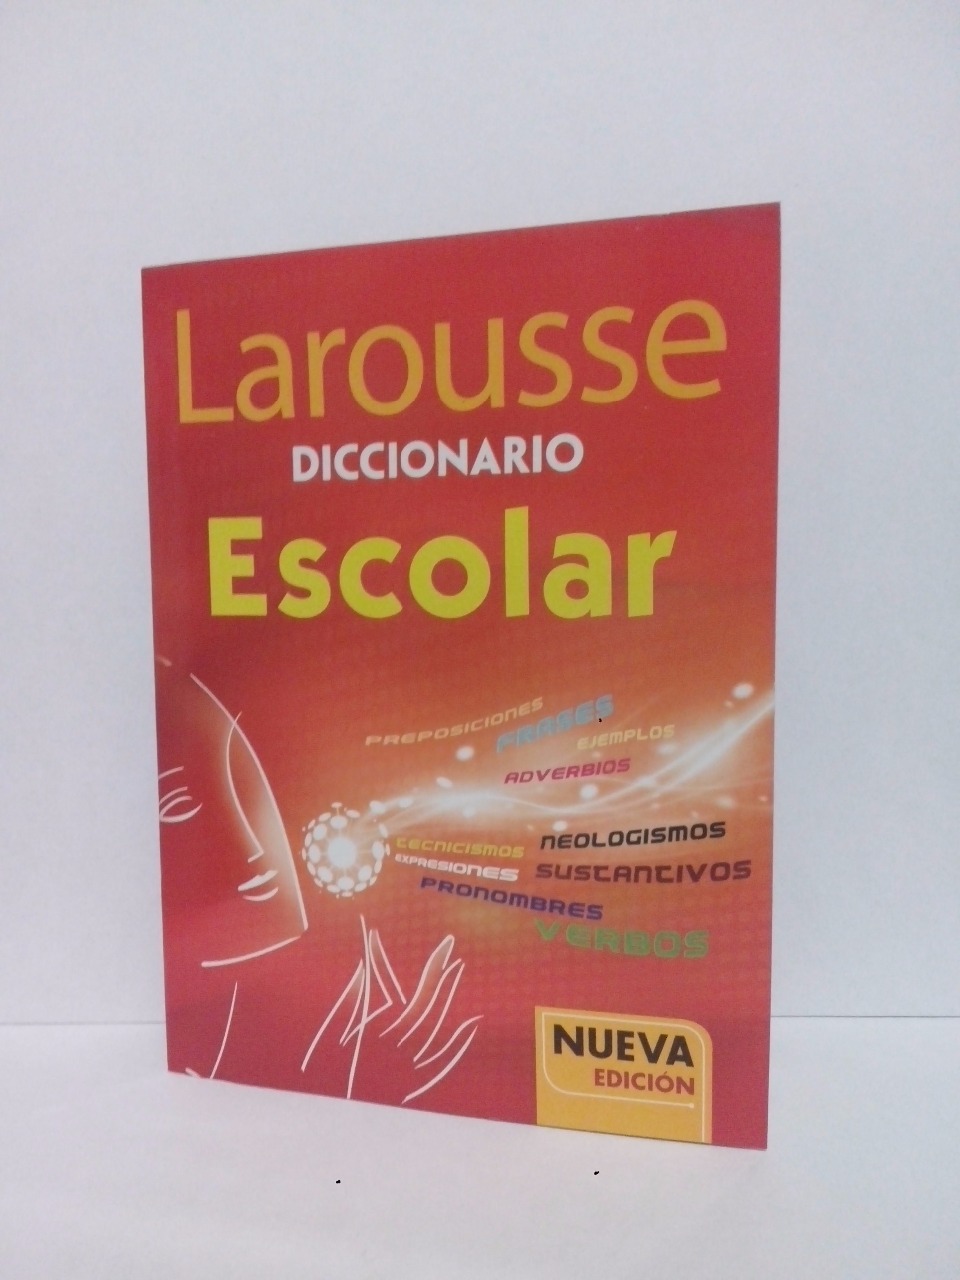 Larousse
DICCIONARIO
Escolar
PREPOSICIONES
FRASES
EJEMPLOS
ADVERBIOS
TECNICISMOS
NEOLOGISMOS
EXPRESIONES
SUSTANTIVOS
PRONOMBRES
VERBOS
NUEVA
EDICIÓN